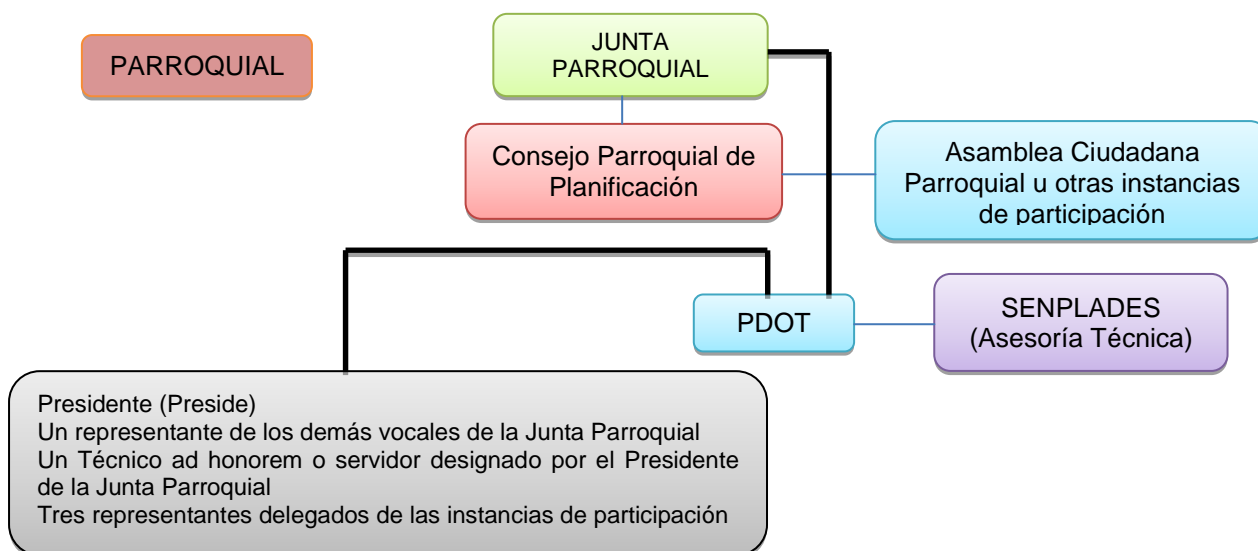 PARROQUIAL
JUNTA
PARROQUIAL
Consejo Parroquial de
Planificación
Asamblea Ciudadana
Parroquial u otras instancias
de participación
PDOT
SENPLADES
(Asesoría Técnica)
Presidente (Preside)
Un representante de los demás vocales de la Junta Parroquial
Un Técnico ad honorem o servidor designado por el Presidente
de la Junta Parroquial
Tres representantes delegados de las instancias de participación